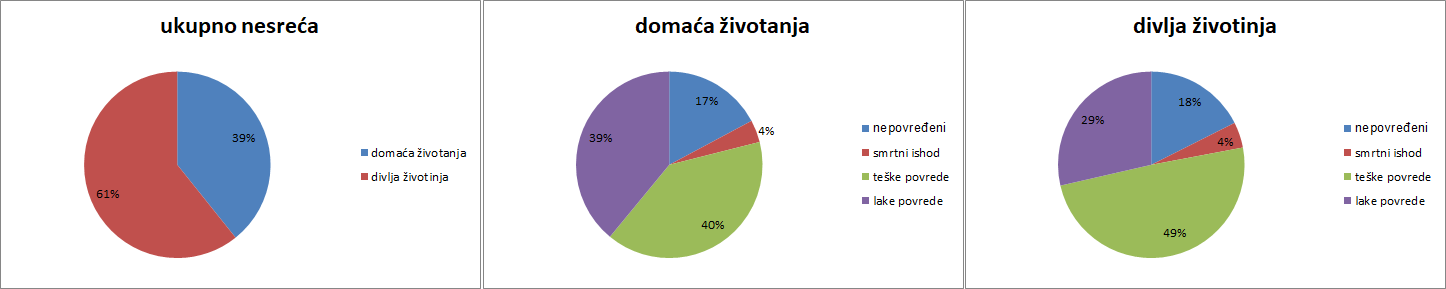 ukupno nesreća
39%
61%
domaća životanja
divlja životinja
domaća životanja
17%
4%
40%
39%
nepovređeni
smrtni ishod
teške povrede
lake povrede
divlja životinja
18%
4%
49%
29%
nepovređeni
smrtni ishod
teške povrede
lake povrede